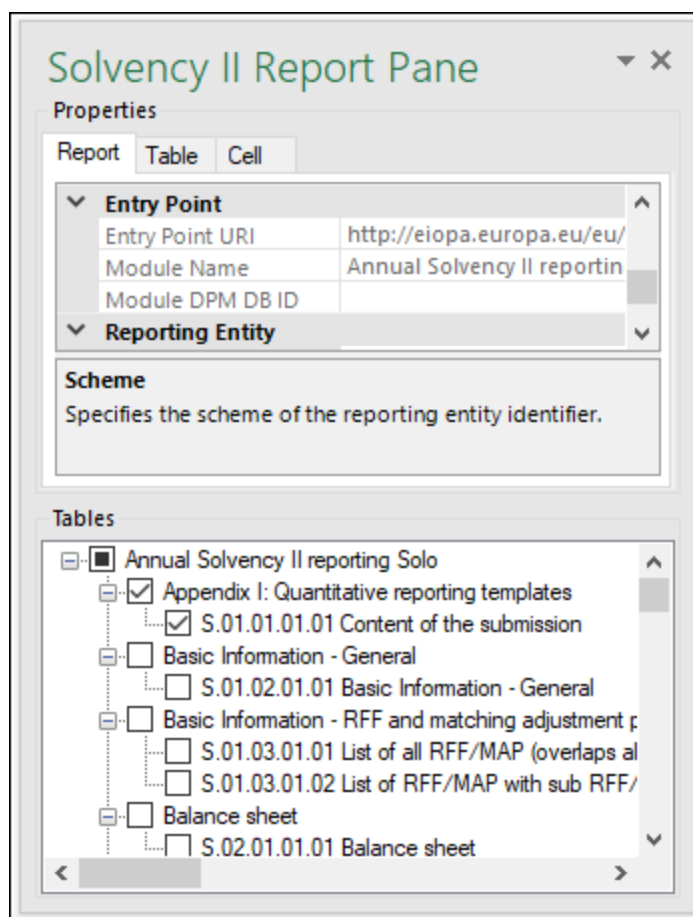 Solvency II Report Pane
Properties
Report Table Cell
Entry Point
Entry Point URI http://eiopa.europa.eu/eu/
Module Name Annual Solvency II reportin
Module DPM DB ID
Reporting Entity
Scheme
Specifies the scheme of the reporting entity identifier.
Tables
Annual Solvency II reporting Solo
Appendix I: Quantitative reporting templates
S.01.01.01.01 Content of the submission
Basic Information - General
S.01.02.01.01 Basic Information - General
Basic Information - RFF and matching adjustment p
S.01.03.01.01 List of all RFF/MAP (overlaps al
S.01.03.01.02 List of RFF/MAP with sub RFF/
Balance sheet
S.02.01.01.01 Balance sheet